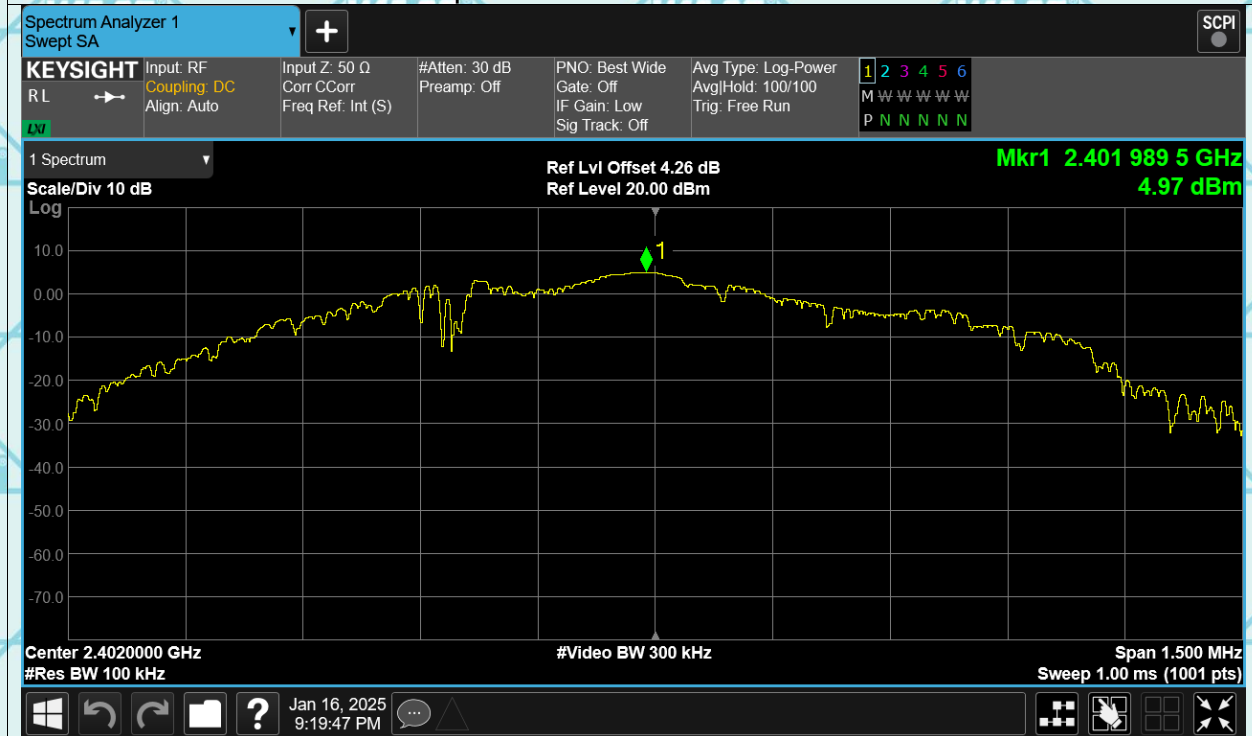 Spectrum Analyzer 1
Swept SA
SCPI
KEYSIGHT
R L
LXI
Input: RF
Coupling: DC
Align: Auto
Input Z: 50 Ω
Corr CCorr
Freq Ref: Int (S)
#Atten: 30 dB
Preamp: Off
PNO: Best Wide
Gate: Off
IF Gain: Low
Sig Track: Off
Avg Type: Log-Power
Avg|Hold: 100/100
Trig: Free Run
1 2 3 4 5 6
M W W W W W
P N N N N N
1 Spectrum
Scale/Div 10 dB
Log
Ref Lvl Offset 4.26 dB
Ref Level 20.00 dBm
Mkr1 2.401 989 5 GHz
4.97 dBm
1
10.0
0.00
-10.0
-20.0
-30.0
-40.0
-50.0
-60.0
-70.0
Center 2.4020000 GHz
#Res BW 100 kHz
#Video BW 300 kHz
Span 1.500 MHz
Sweep 1.00 ms (1001 pts)
?
Jan 16, 2025
9:19:47 PM